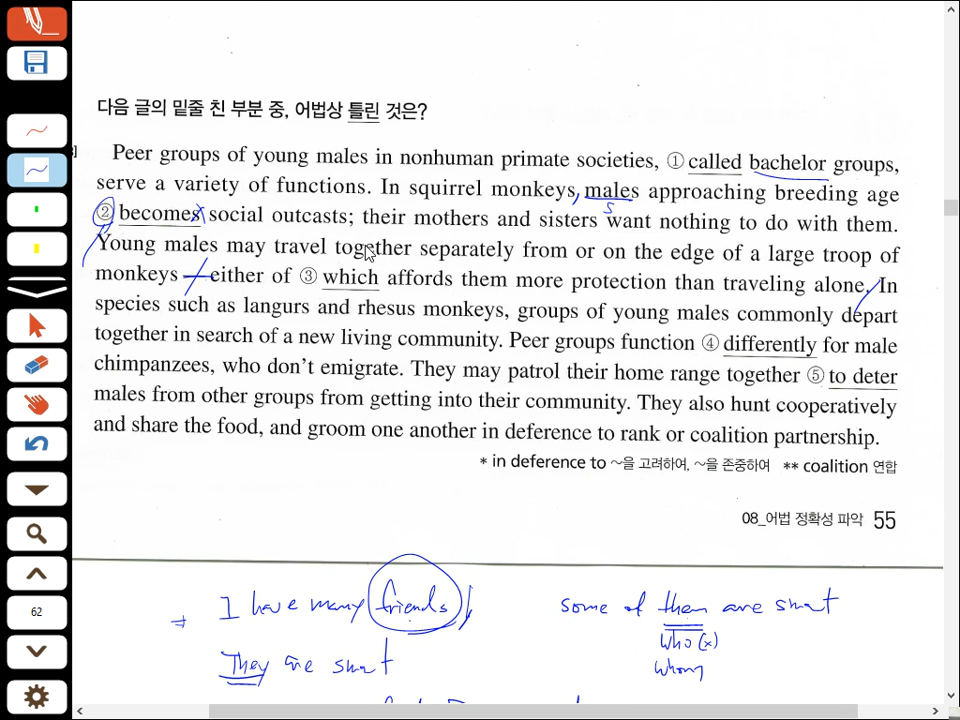 다음 글의 밑줄 친 부분 중, 어법상 틀린 것은?
Peer groups of young males in nonhuman primate societies, ① called bachelor groups,
serve a variety of functions. In squirrel monkeys, males approaching breeding age
s
② becomes social outcasts; their mothers and sisters want nothing to do with them.
Young males may travel together separately from or on the edge of a large troop of
monkeys — either of ③ which affords them more protection than traveling alone. In
species such as langurs and rhesus monkeys, groups of young males commonly depart
together in search of a new living community. Peer groups function ④ differently for male
chimpanzees, who don't emigrate. They may patrol their home range together ⑤ to deter
males from other groups from getting into their community. They also hunt cooperatively
and share the food, and groom one another in deference to rank or coalition partnership.
* in deference to ~을 고려하여, ~을 존중하여 ** coalition 연합
08_어법 정확성 파악 55
→ I have many friends, some of them are smart
who (x)
They are smart whom
62